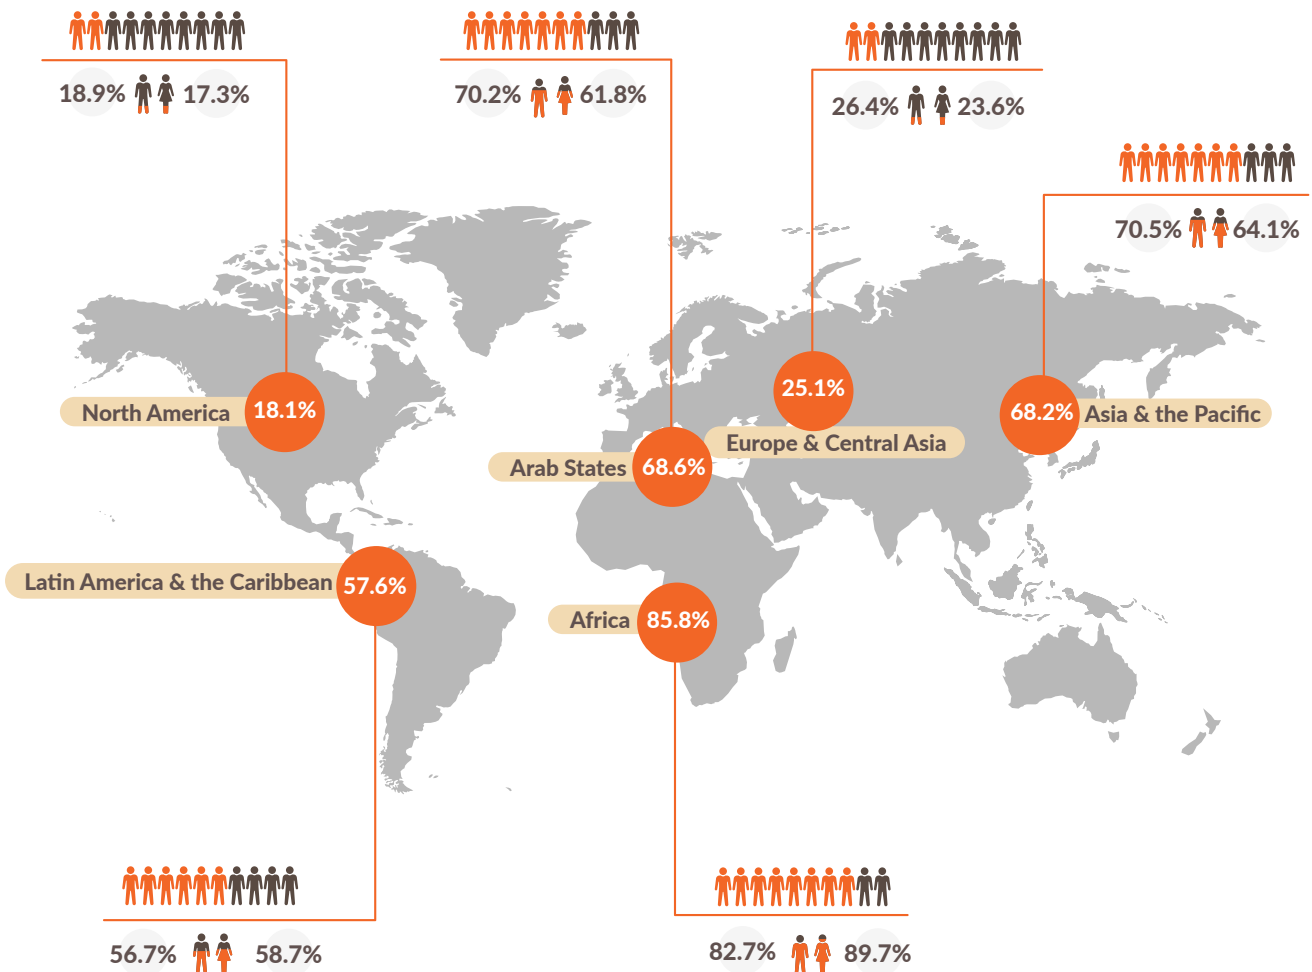 18.9% 17.3%
70.2% 61.8%
26.4% 23.6%
70.5% 64.1%
North America 18.1%
25.1%
68.2% Asia & the Pacific
Europe & Central Asia
Arab States 68.6%
Latin America & the Caribbean 57.6%
Africa 85.8%
56.7% 58.7%
82.7% 89.7%